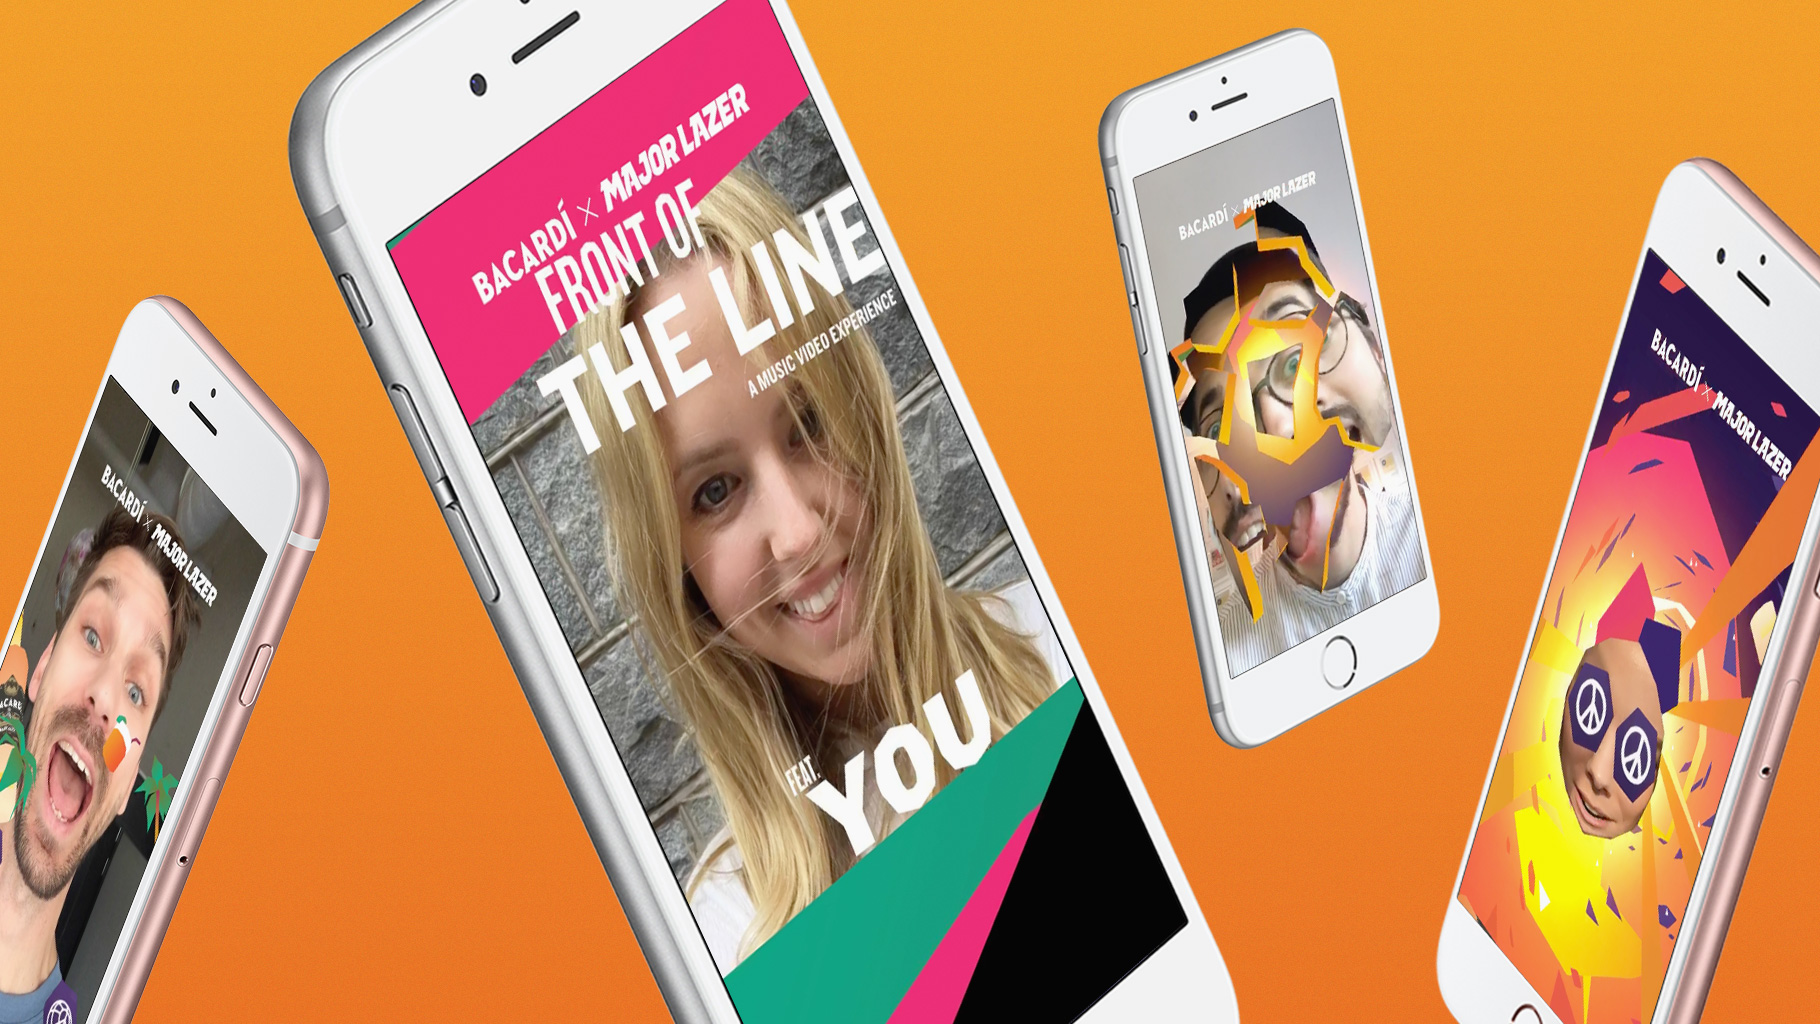 BACARDÍ × MAJOR LAZER
BACARDÍ × MAJOR LAZER
FRONT OF
THE LINE
A MUSIC VIDEO EXPERIENCE
FEAT.
YOU
BACARDÍ × MAJOR LAZER
BACARDÍ × MAJOR LAZER